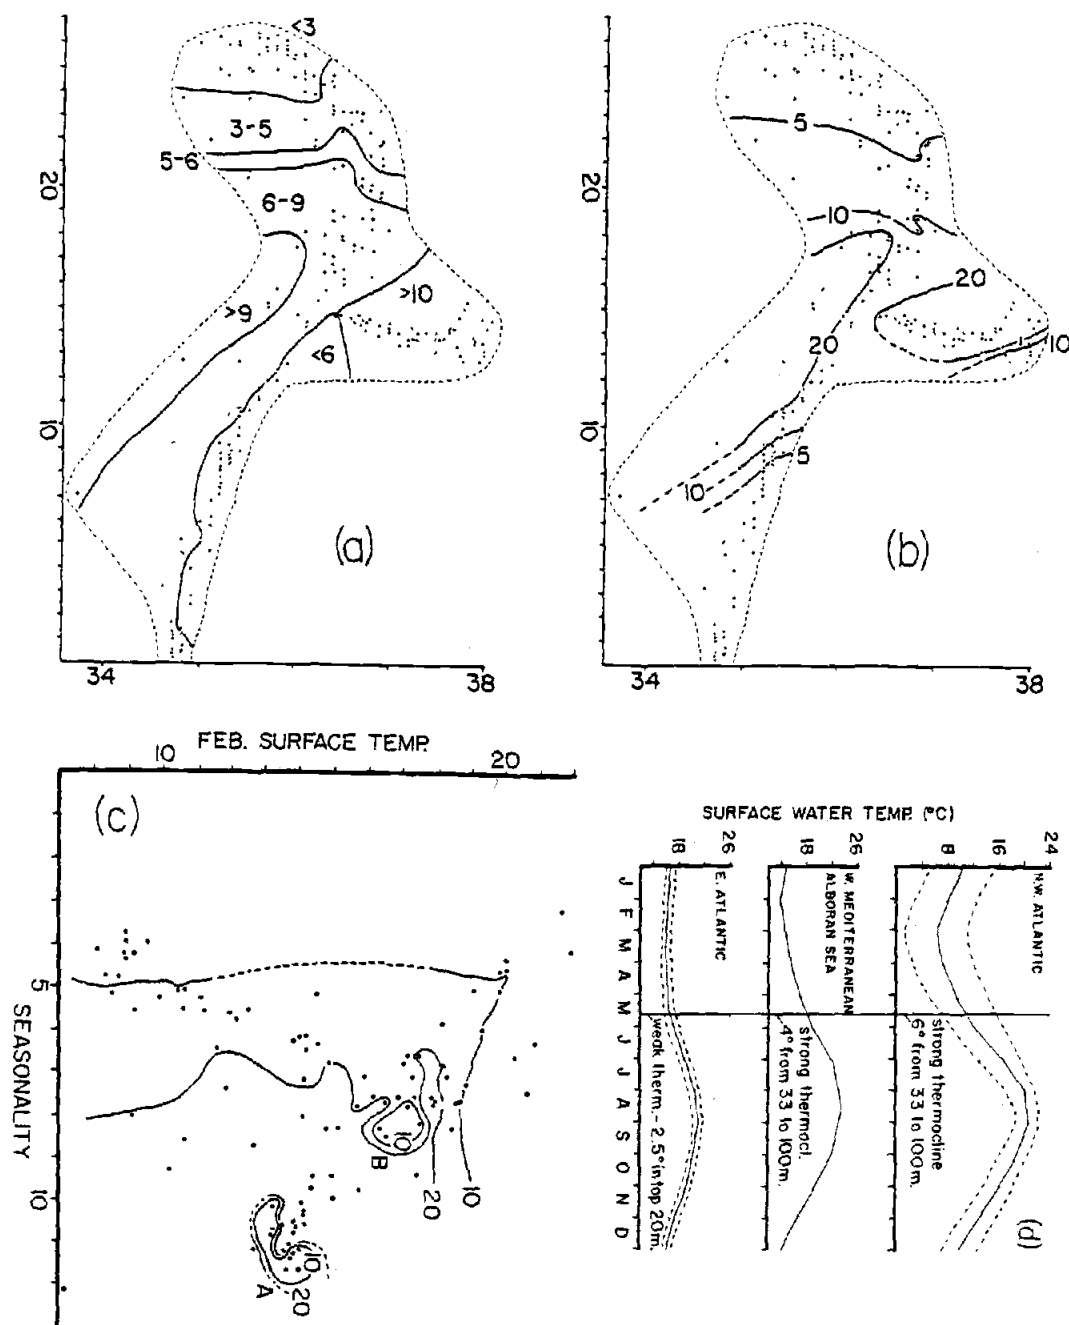 <3
3-5
5-6
6-9
>9
>10
<6
20
10
(a)
34
38
5
10
20
20
10
10
5
20
10
(b)
34
38
FEB. SURFACE TEMP.
10
20
(c)
5
10
SEASONALITY
10
B
20
10
10
A
20
SURFACE WATER TEMP. (°C)
18
26
E. ATLANTIC
weak therm.- 2.5° in top 20m.
J F M A M J J A S O N D
18
26
W. MEDITERRANEAN
ALBORAN SEA
strong thermocl.
4° from 33 to 100m.
8
16
24
N.W. ATLANTIC
strong thermocline
6° from 33 to 100m.
(d)